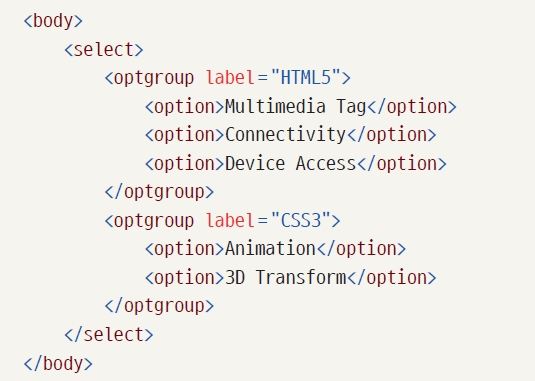 <body>
<select>
<optgroup label="HTML5">
<option>Multimedia Tag</option>
<option>Connectivity</option>
<option>Device Access</option>
</optgroup>
<optgroup label="CSS3">
<option>Animation</option>
<option>3D Transform</option>
</optgroup>
</select>
</body>